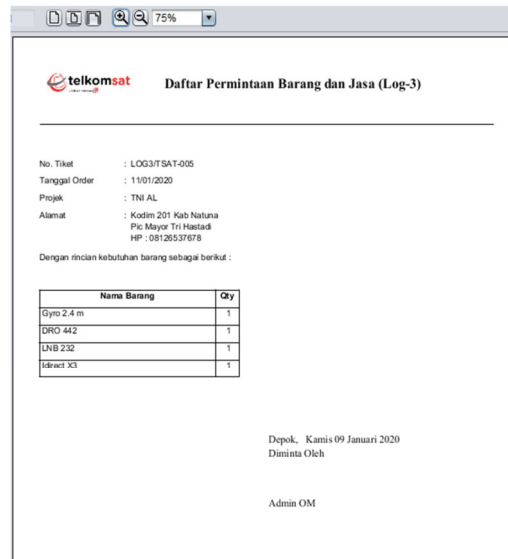 75%
telkomsat
Daftar Permintaan Barang dan Jasa (Log-3)
No. Tiket : LOG3/TSAT-005
Tanggal Order : 11/01/2020
Projek : TNI AL
Alamat : Kodim 201 Kab Natuna
Pic Mayor Tri Hastadi
HP : 08126537678
Dengan rincian kebutuhan barang sebagai berikut :
Nama Barang Qty
Gyro 2.4 m 1
DRO 442 1
LNB 232 1
Idirect X3 1
Depok, Kamis 09 Januari 2020
Diminta Oleh
Admin OM